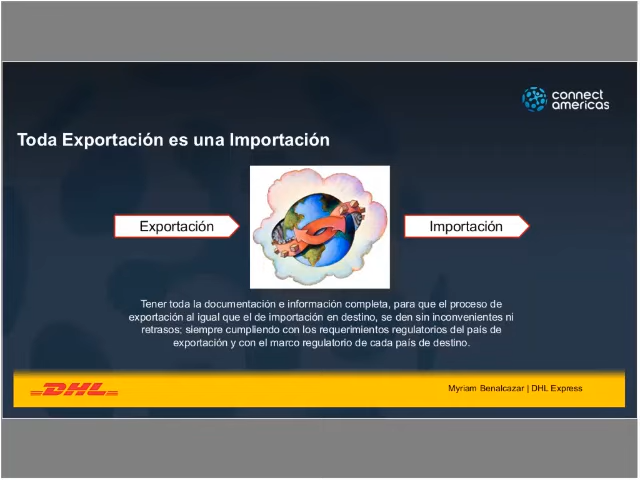 connect
americas
Toda Exportación es una Importación
Exportación
Importación
Tener toda la documentación e información completa, para que el proceso de
exportación al igual que el de importación en destino, se den sin inconvenientes ni
retrasos; siempre cumpliendo con los requerimientos regulatorios del país de
exportación y con el marco regulatorio de cada país de destino.
DHL
Myriam Benalcazar | DHL Express